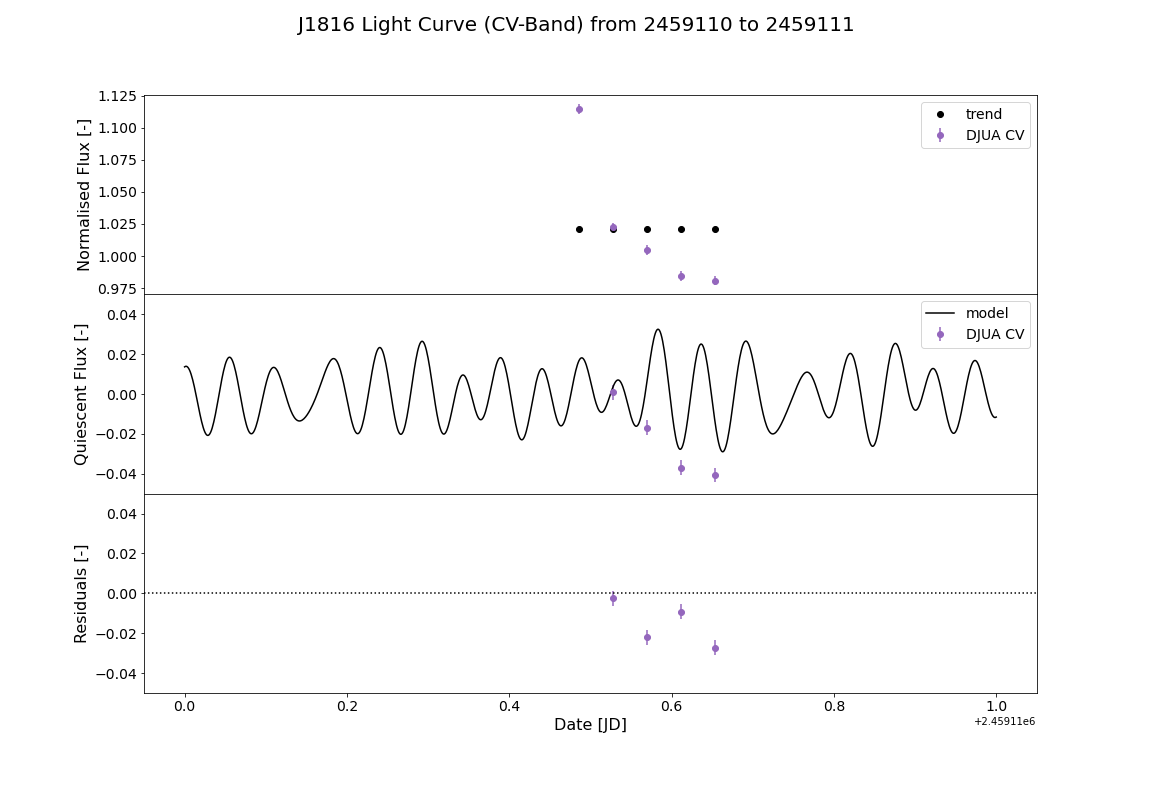 J1816 Light Curve (CV-Band) from 2459110 to 2459111
1.125
1.100
1.075
1.050
1.025
1.000
0.975
Normalised Flux [-]
trend
DJUA CV
0.04
0.02
0.00
−0.02
−0.04
Quiescent Flux [-]
model
DJUA CV
0.04
0.02
0.00
−0.02
−0.04
Residuals [-]
0.0 0.2 0.4 0.6 0.8 1.0
+2.45911e6
Date [JD]